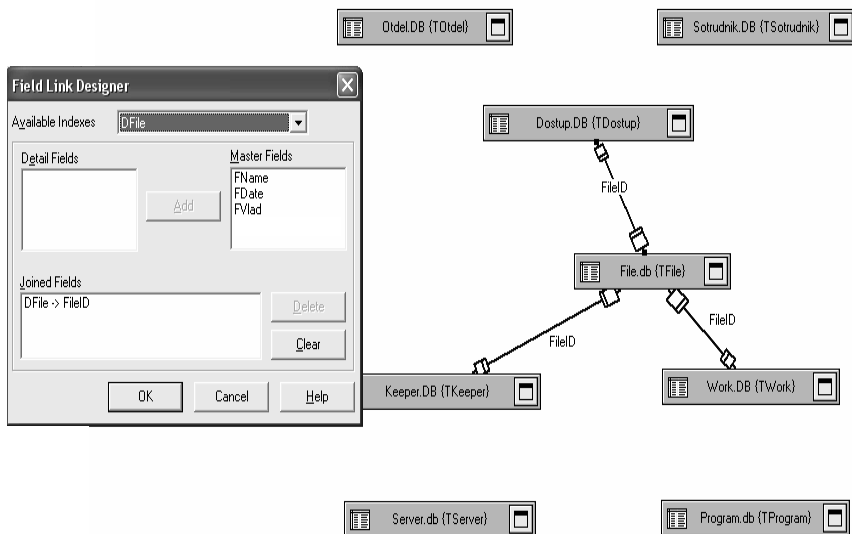 Otdel.DB {TOtdel}
Sotrudnik.DB {TSotrudnik}
Field Link Designer
Available Indexes
DFile
Detail Fields
Master Fields
FName
FDate
FVlad
Add
Joined Fields
DFile -> FileID
Delete
Clear
OK
Cancel
Help
Dostup.DB {TDostup}
FileID
File.db {TFile}
FileID
FileID
Keeper.DB {TKeeper}
Work.DB {TWork}
Server.db {TServer}
Program.db {TProgram}